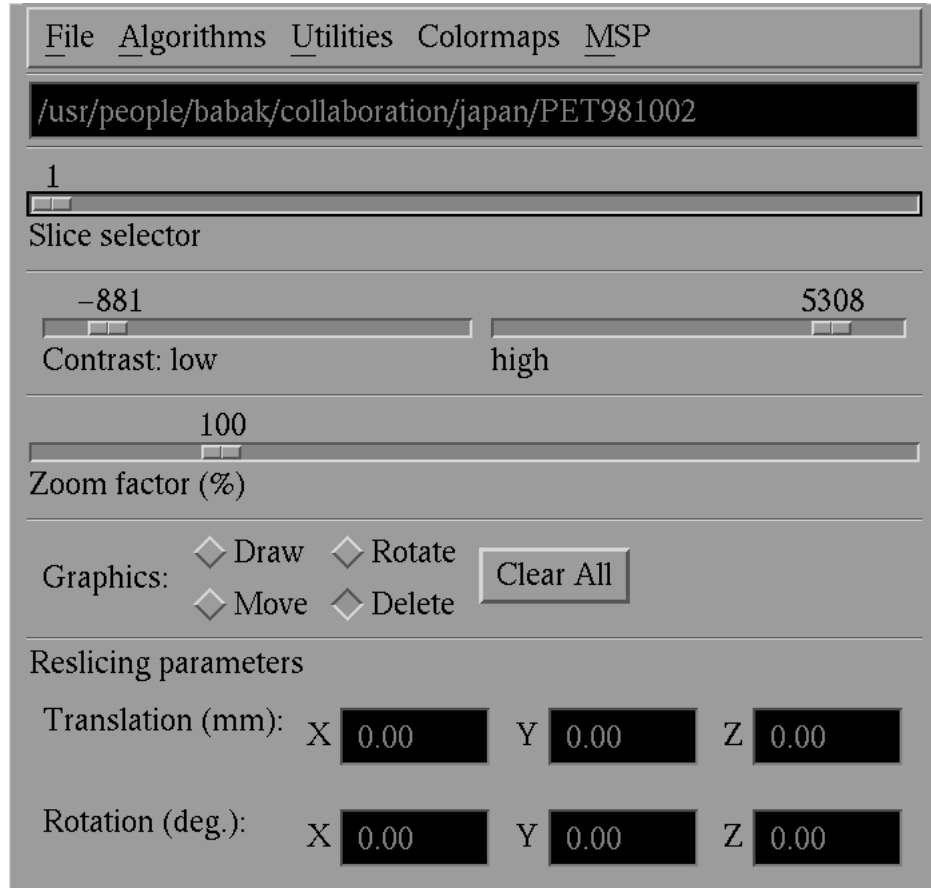 File Algorithms Utilities Colormaps MSP
/usr/people/babak/collaboration/japan/PET981002
1
Slice selector
−881 5308
Contrast: low high
100
Zoom factor (%)
Graphics: Draw Rotate Clear All
Move Delete
Reslicing parameters
Translation (mm): X 0.00 Y 0.00 Z 0.00
Rotation (deg.): X 0.00 Y 0.00 Z 0.00